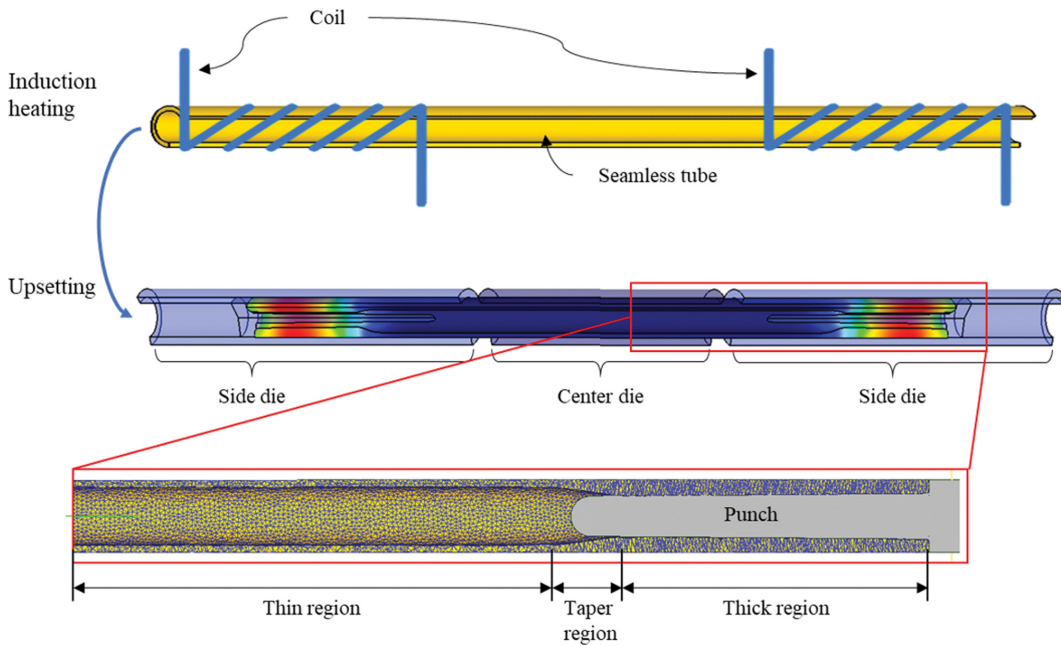 Coil
Induction
heating
Seamless tube
Upsetting
Side die
Center die
Side die
Punch
Thin region
Taper
region
Thick region